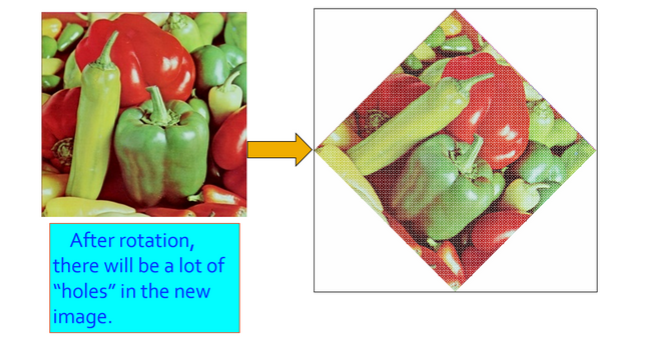 After rotation,
there will be a lot of
“holes” in the new
image.